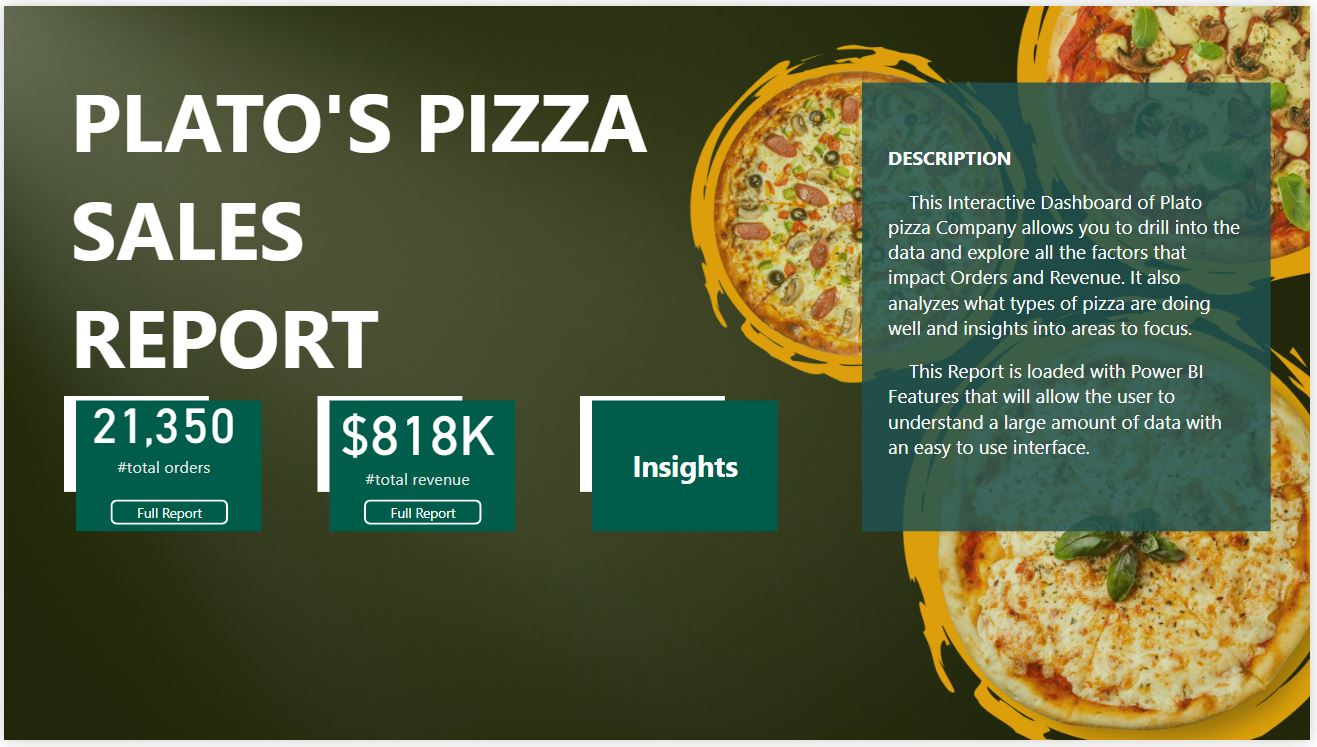 PLATO'S PIZZA
SALES
REPORT
21,350
#total orders
Full Report
$818K
#total revenue
Full Report
Insights
DESCRIPTION
This Interactive Dashboard of Plato
pizza Company allows you to drill into the
data and explore all the factors that
impact Orders and Revenue. It also
analyzes what types of pizza are doing
well and insights into areas to focus.
This Report is loaded with Power BI
Features that will allow the user to
understand a large amount of data with
an easy to use interface.